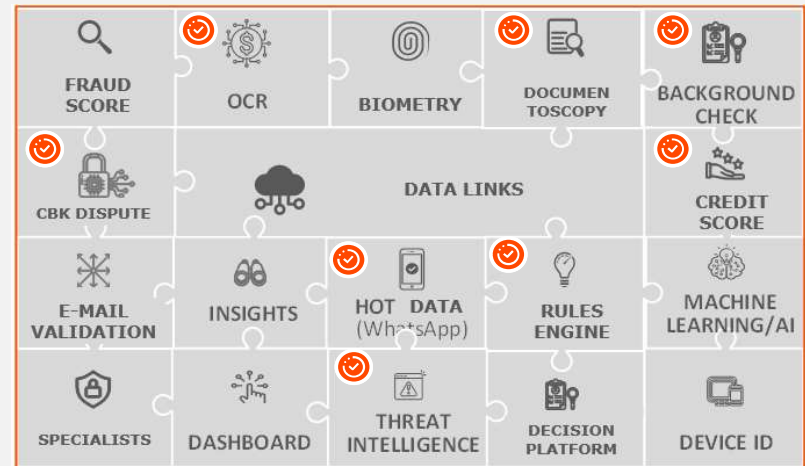 FRAUD
SCORE
OCR
BIOMETRY
DOCUMEN
TOSCOPY
BACKGROUND
CHECK
CBK DISPUTE
DATA LINKS
CREDIT
SCORE
E-MAIL
VALIDATION
INSIGHTS
HOT DATA
(WhatsApp)
RULES
ENGINE
MACHINE
LEARNING/AI
SPECIALISTS
DASHBOARD
THREAT
INTELLIGENCE
DECISION
PLATFORM
DEVICE ID